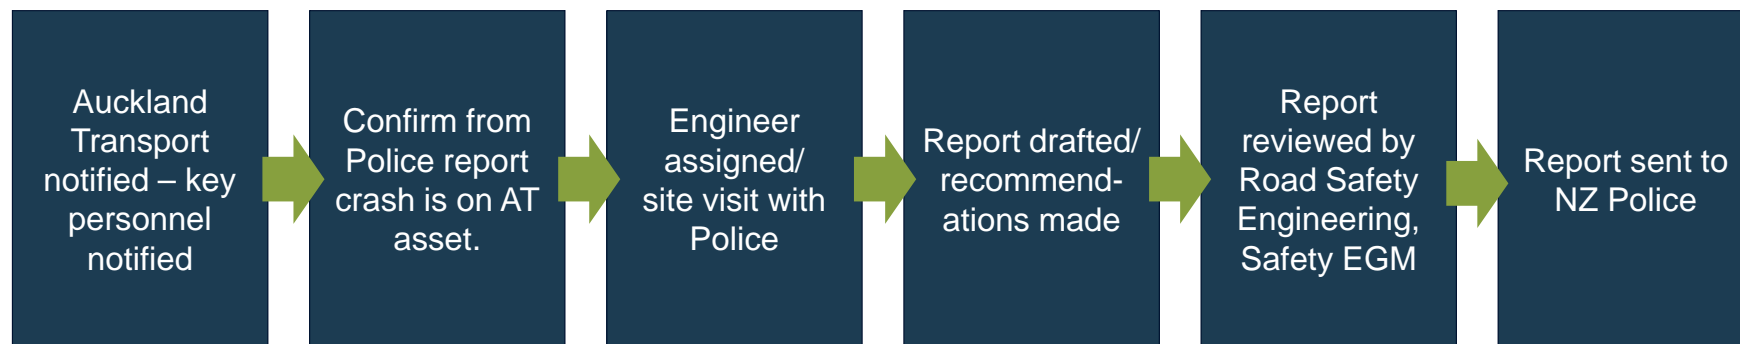 Auckland
Transport
notified – key
personnel
notified
Confirm from
Police report
crash is on AT
asset.
Engineer
assigned/
site visit with
Police
Report drafted/
recommend-
ations made
Report
reviewed by
Road Safety
Engineering,
Safety EGM
Report sent to
NZ Police